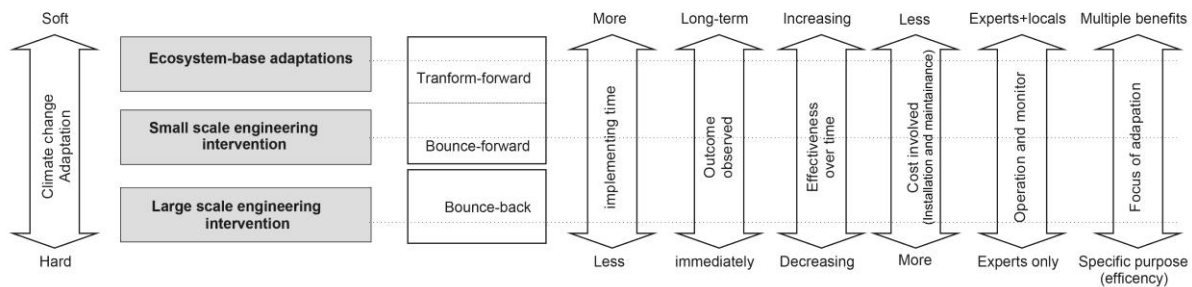 Soft
Climate change
Adaptation
Hard
Ecosystem-base adaptations
Small scale engineering
intervention
Large scale engineering
intervention
Tranform-forward
Bounce-forward
Bounce-back
More
implementing time
Less
Long-term
Outcome
observed
immediately
Increasing
Effectiveness
over time
Decreasing
Less
Cost involved
(Installation and maintainance)
More
Experts+locals
Operation and monitor
Experts only
Multiple benefits
Focus of adapation
Specific purpose
(efficency)